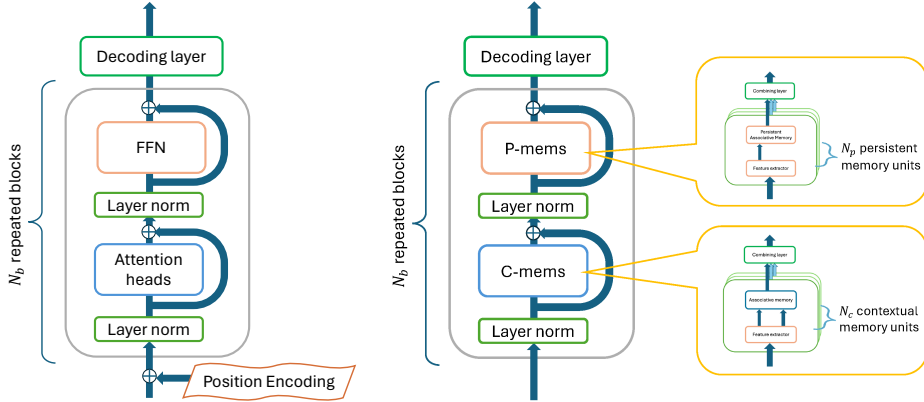 Decoding layer
FFN
Layer norm
Attention
heads
Layer norm
Position Encoding
N_b repeated blocks
Decoding layer
P-mems
Layer norm
C-mems
Layer norm
N_b repeated blocks
Combining layer
Persistent
Associative Memory
Feature extractor
N_p persistent
memory units
Combining layer
Associative memory
Feature extractor
N_c contextual
memory units